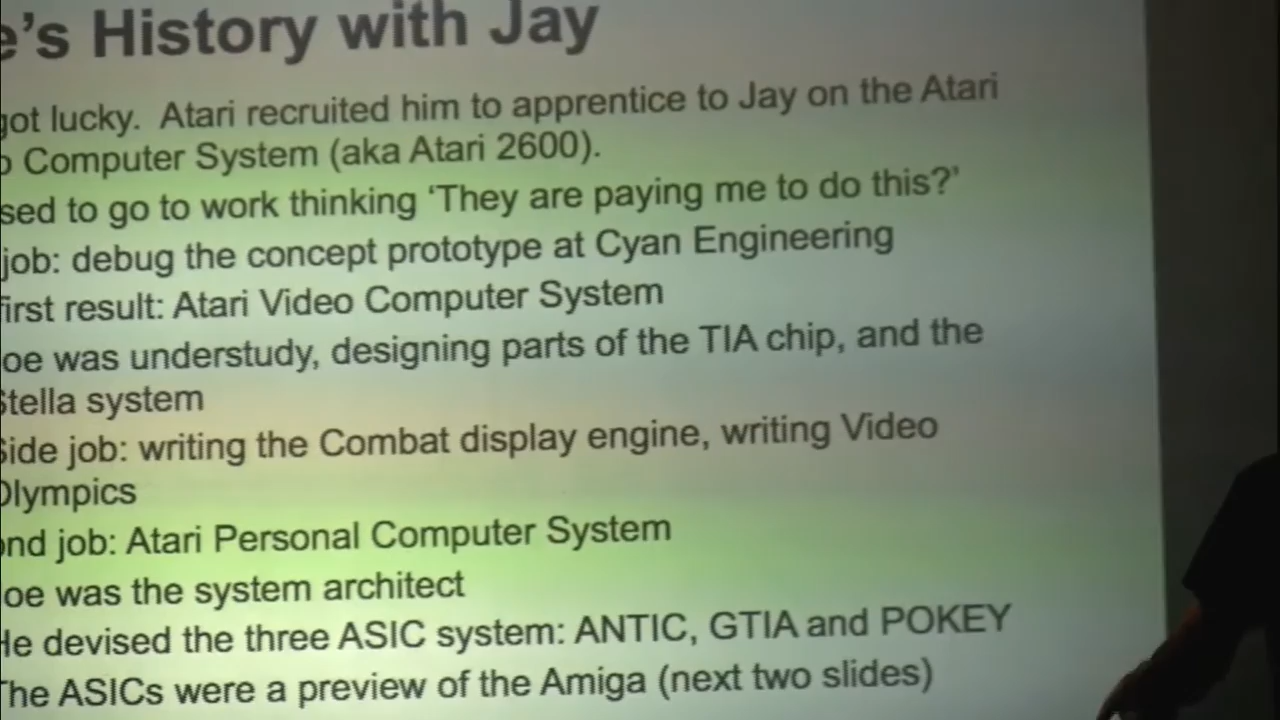 e's History with Jay
got lucky.  Atari recruited him to apprentice to Jay on the Atari
o Computer System (aka Atari 2600).
sed to go to work thinking ‘They are paying me to do this?’
job: debug the concept prototype at Cyan Engineering
first result: Atari Video Computer System
oe was understudy, designing parts of the TIA chip, and the
Stella system
Side job: writing the Combat display engine, writing Video
Olympics
ond job: Atari Personal Computer System
oe was the system architect
He devised the three ASIC system: ANTIC, GTIA and POKEY
The ASICs were a preview of the Amiga (next two slides)